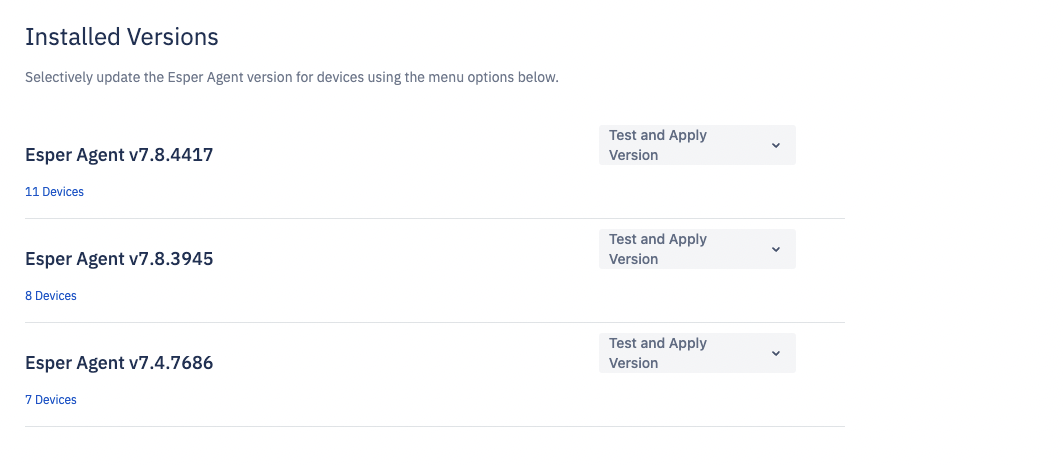 Installed Versions
Selectively update the Esper Agent version for devices using the menu options below.
Esper Agent v7.8.4417
Test and Apply
Version
11 Devices
Esper Agent v7.8.3945
Test and Apply
Version
8 Devices
Esper Agent v7.4.7686
Test and Apply
Version
7 Devices